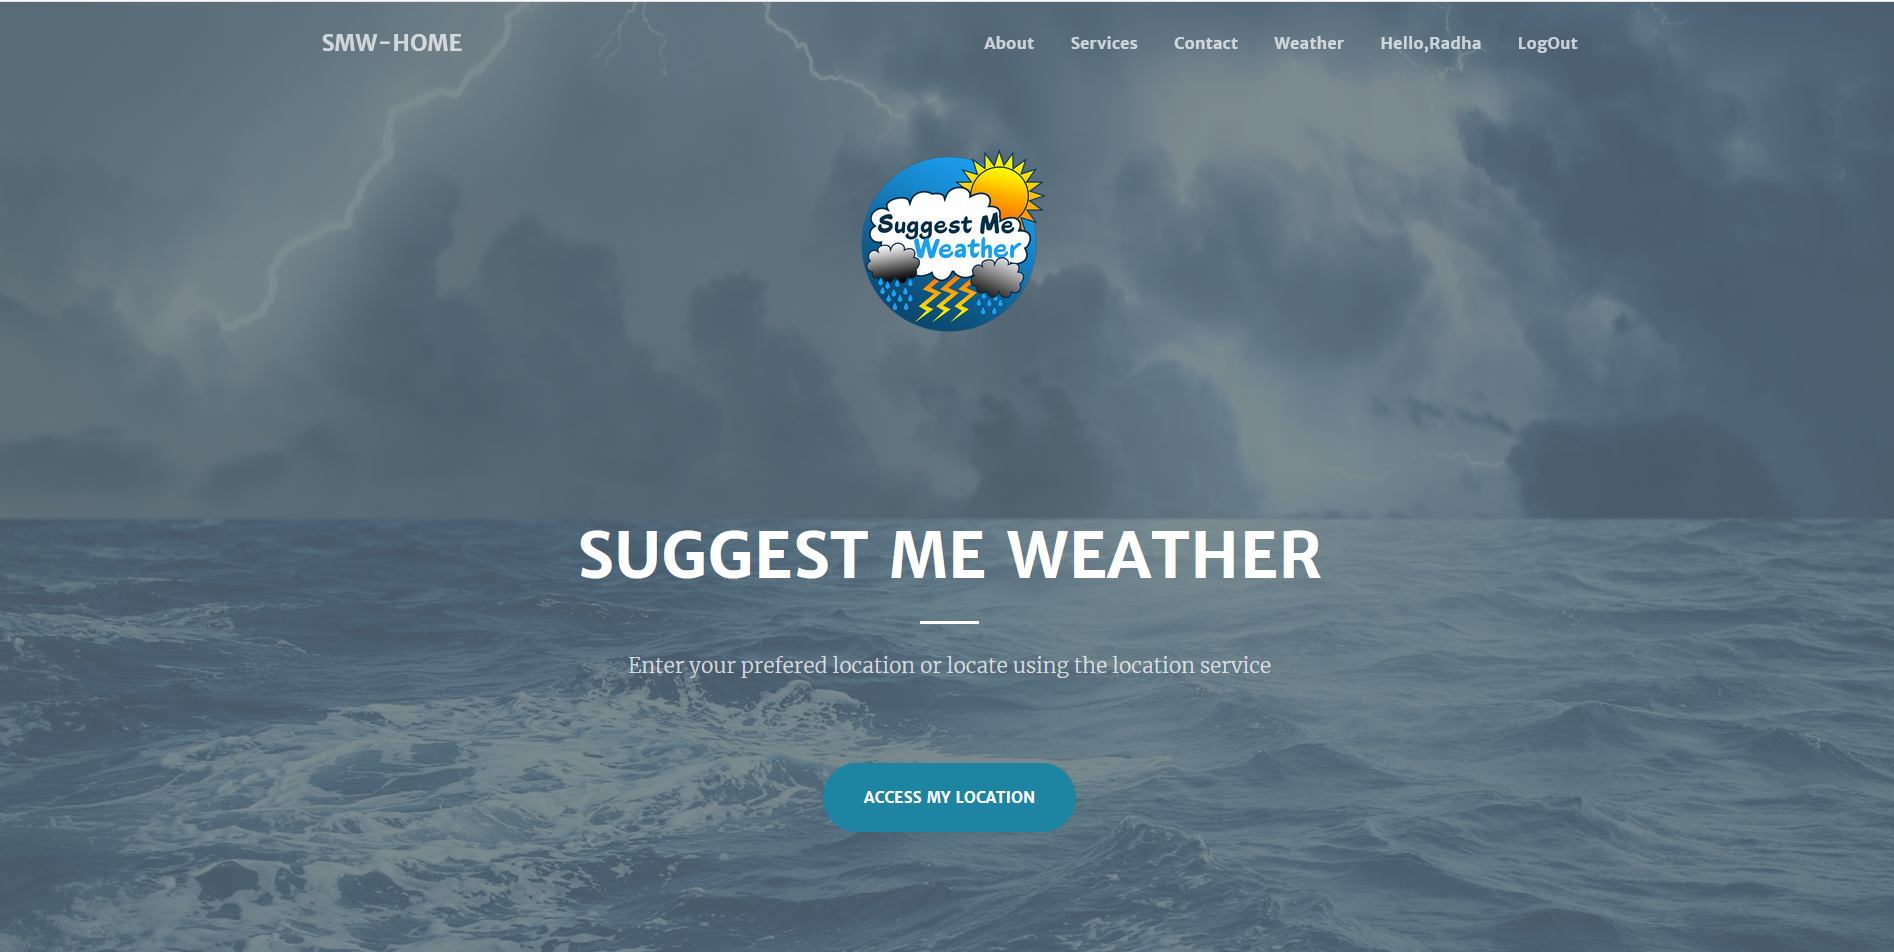 SMW-HOME
About Services Contact Weather Hello,Radha LogOut
Suggest Me
Weather
SUGGEST ME WEATHER
Enter your prefered location or locate using the location service
ACCESS MY LOCATION